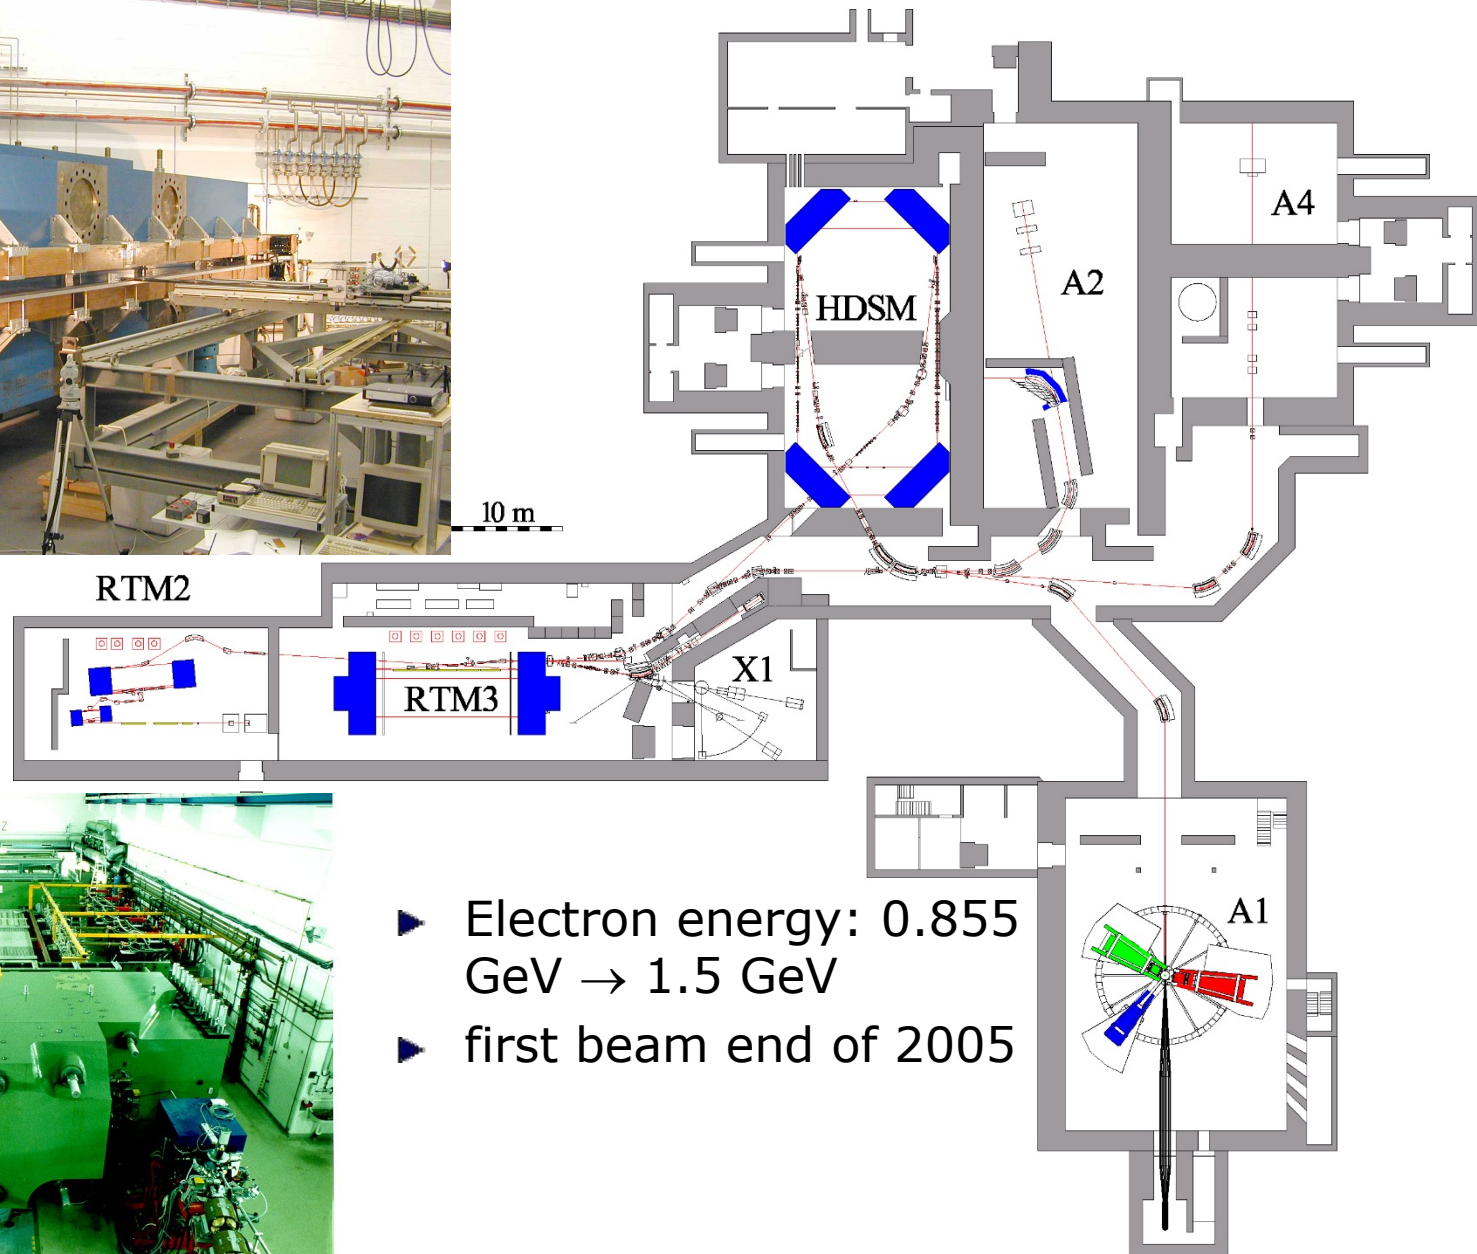 A4
A2
HDSM
10 m
RTM2
X1
RTM3
A1
Electron energy: 0.855
GeV → 1.5 GeV
first beam end of 2005